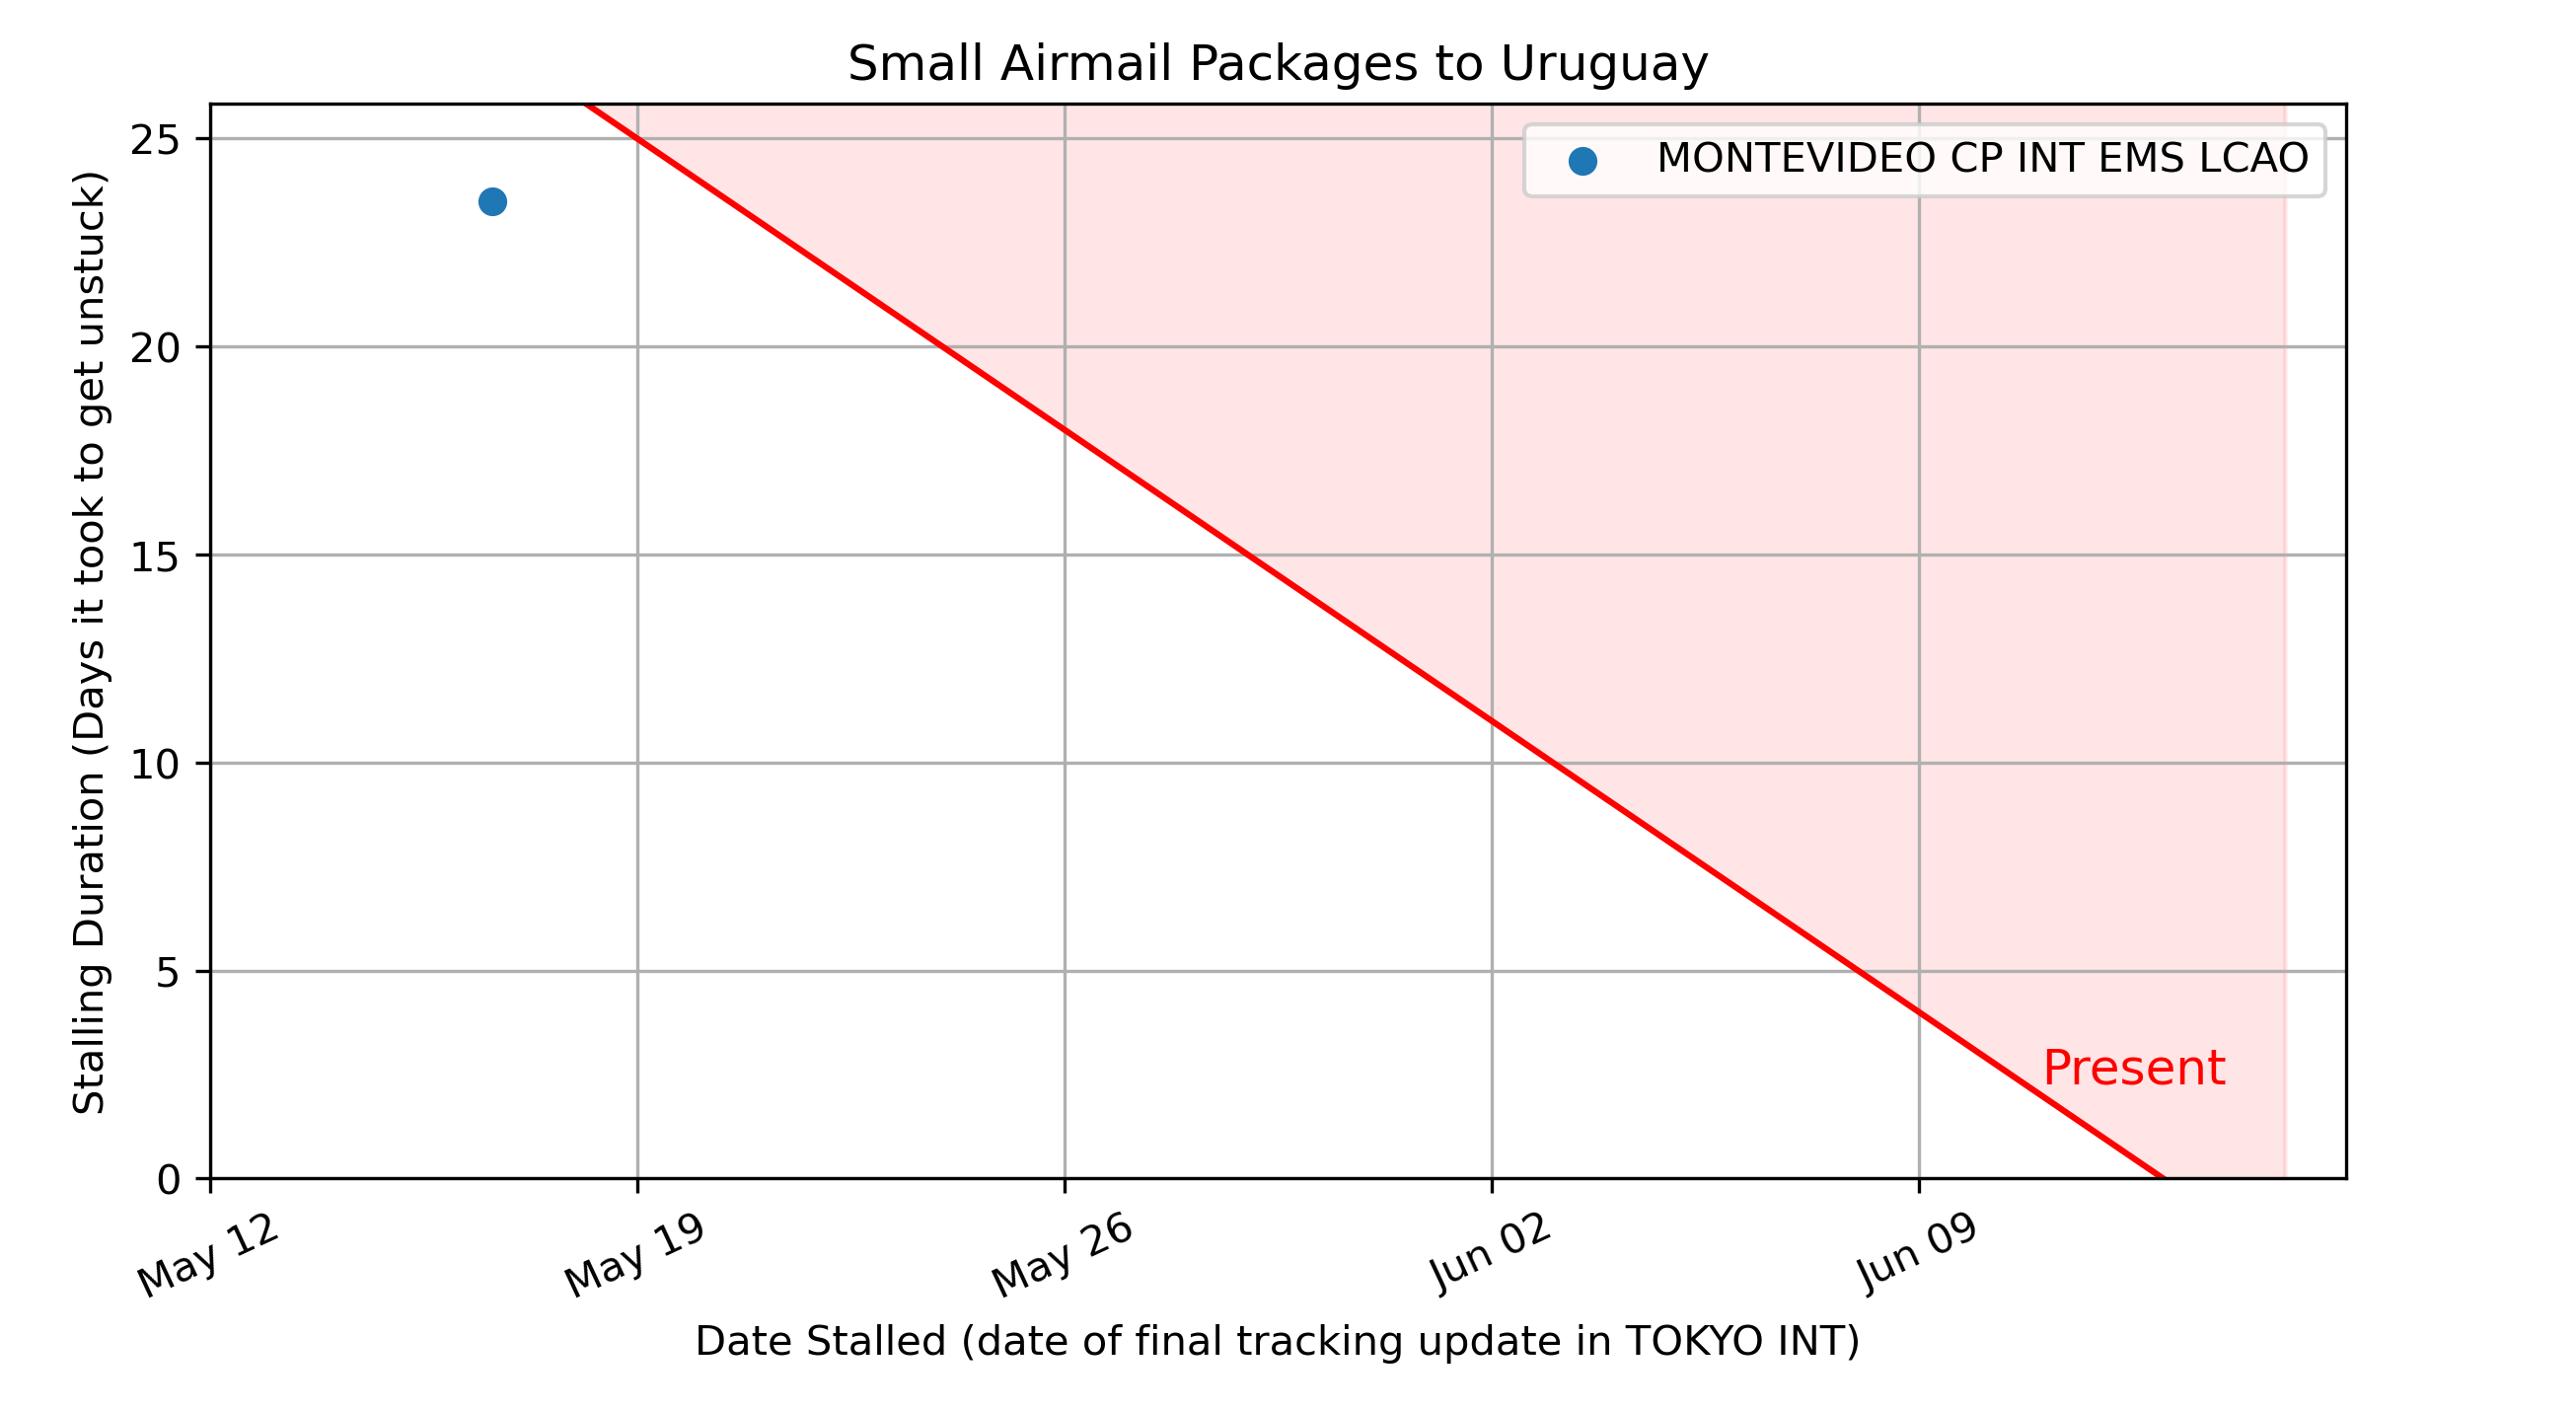 Small Airmail Packages to Uruguay
MONTEVIDEO CP INT EMS LCAO
Stalling Duration (Days it took to get unstuck)
25
20
15
10
5
0
Present
May 12
May 19
May 26
Jun 02
Jun 09
Date Stalled (date of final tracking update in TOKYO INT)